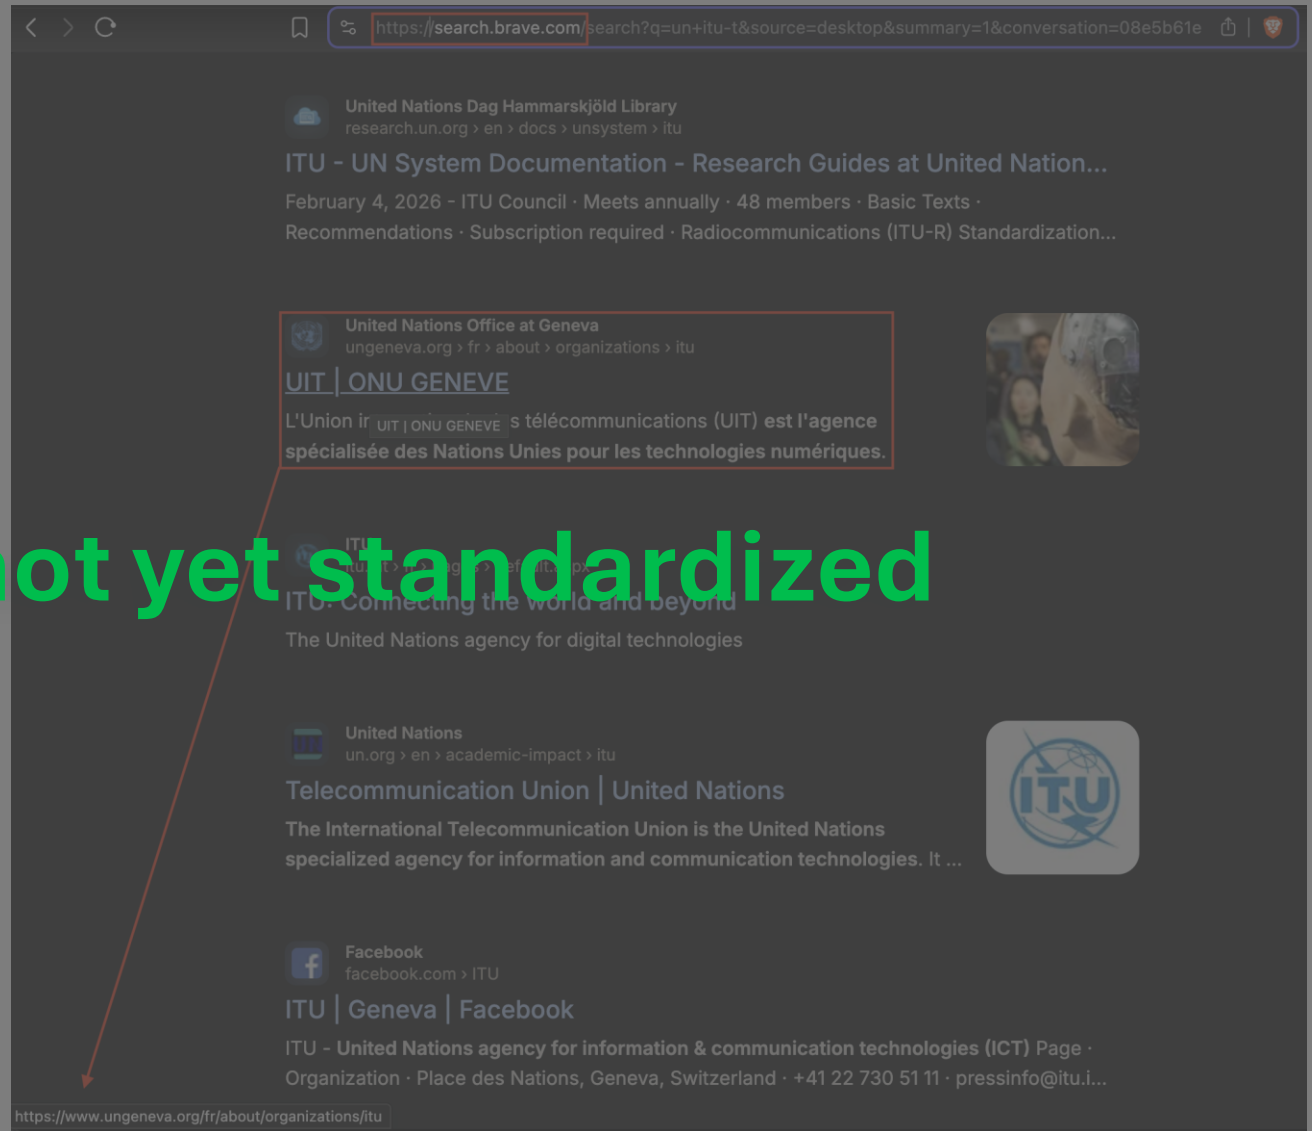 https://search.brave.com/search?q=un+itu-t&source=desktop&summary=1&conversation=08e5b61e
United Nations Dag Hammarskjöld Library
research.un.org › en › docs › unsystem › itu
ITU - UN System Documentation - Research Guides at United Nation...
February 4, 2026 - ITU Council · Meets annually · 48 members · Basic Texts ·
Recommendations · Subscription required · Radiocommunications (ITU-R) Standardization...
United Nations Office at Geneva
ungeneva.org › fr › about › organizations › itu
UIT | ONU GENEVE
L'Union télécommunications (UIT) est l'agence
UIT | ONU GENEVE
spécialisée des Nations Unies pour les technologies numériques.
ITU
not yet standardized
ITU: Connecting the world and beyond
The United Nations agency for digital technologies
United Nations
un.org › en › academic-impact › itu
Telecommunication Union | United Nations
The International Telecommunication Union is the United Nations
specialized agency for information and communication technologies. It ...
ITU
Facebook
facebook.com › ITU
ITU | Geneva | Facebook
ITU - United Nations agency for information & communication technologies (ICT) Page ·
Organization · Place des Nations, Geneva, Switzerland · +41 22 730 51 11 · pressinfo@itu.i...
https://www.ungeneva.org/fr/about/organizations/itu